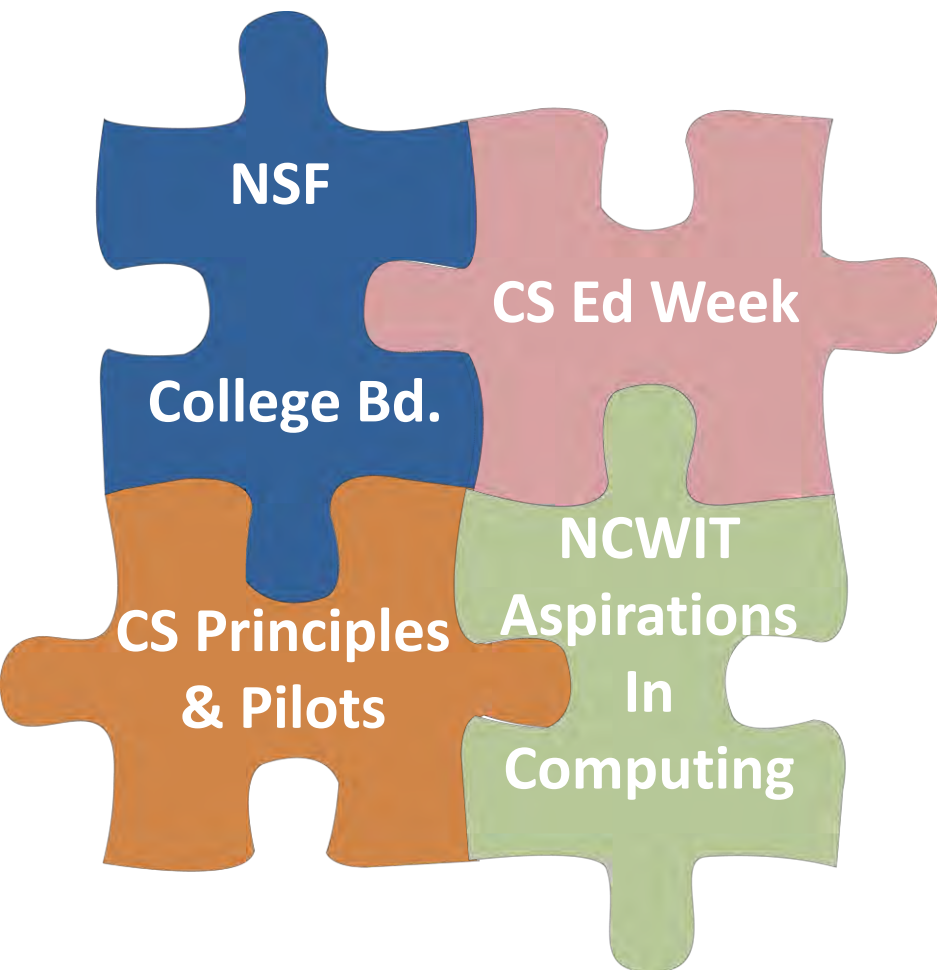 NSF
College Bd.
CS Ed Week
CS Principles
& Pilots
NCWIT
Aspirations
In
Computing